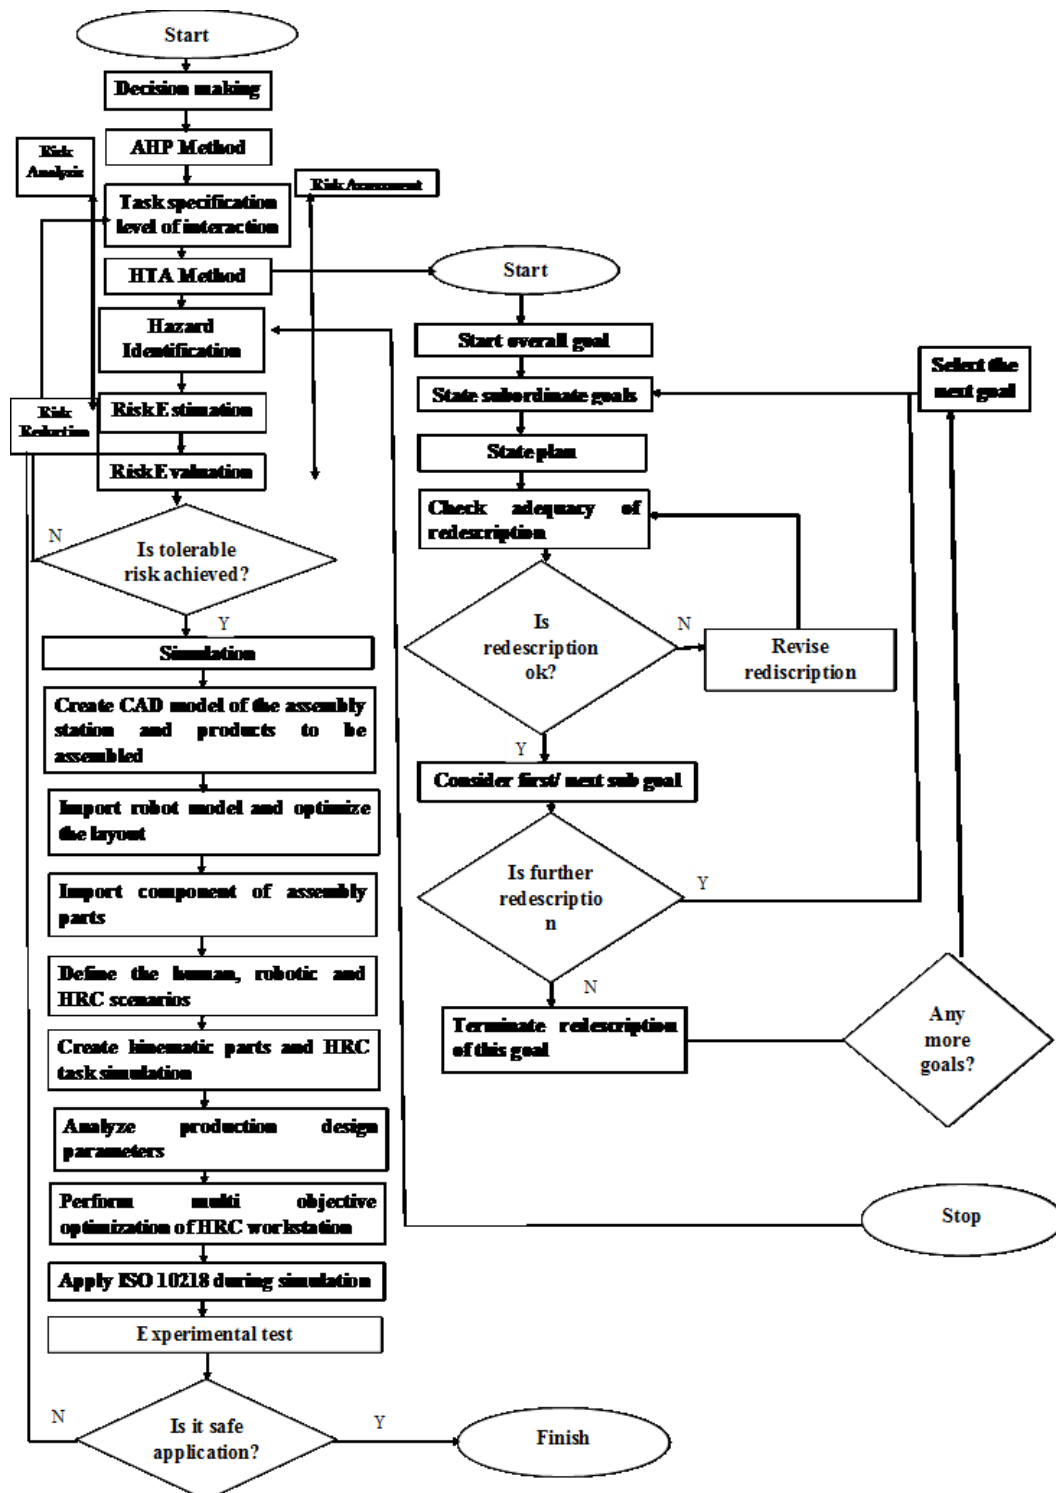 Start
Decision making
AHP Method
Risk
Analysis
Risk Assessment
Task specification
level of interaction
HTA Method
Hazard
Identification
Risk
Reduction
Risk Estimation
Risk Evaluation
N
Is tolerable
risk achieved?
Y
Simulation
Create CAD model of the assembly
station and products to be
assembled
Import robot model and optimize
the layout
Import component of assembly
parts
Define the human, robotic and
HRC scenarios
Create kinematic parts and HRC
task simulation
Analyze production design
parameters
Perform multi objective
optimization of HRC workstation
Apply ISO 10218 during simulation
Experimental test
N
Is it safe
application?
Y
Finish
Start
Start overall goal
State subordinate goals
Select the
next goal
State plan
Check adequacy of
redescription
Is
redescription
ok?
N
Revise
rediscription
Y
Consider first/ next sub goal
Is further
redescriptio
n
Y
N
Terminate redescription
of this goal
Any
more
goals?
Stop